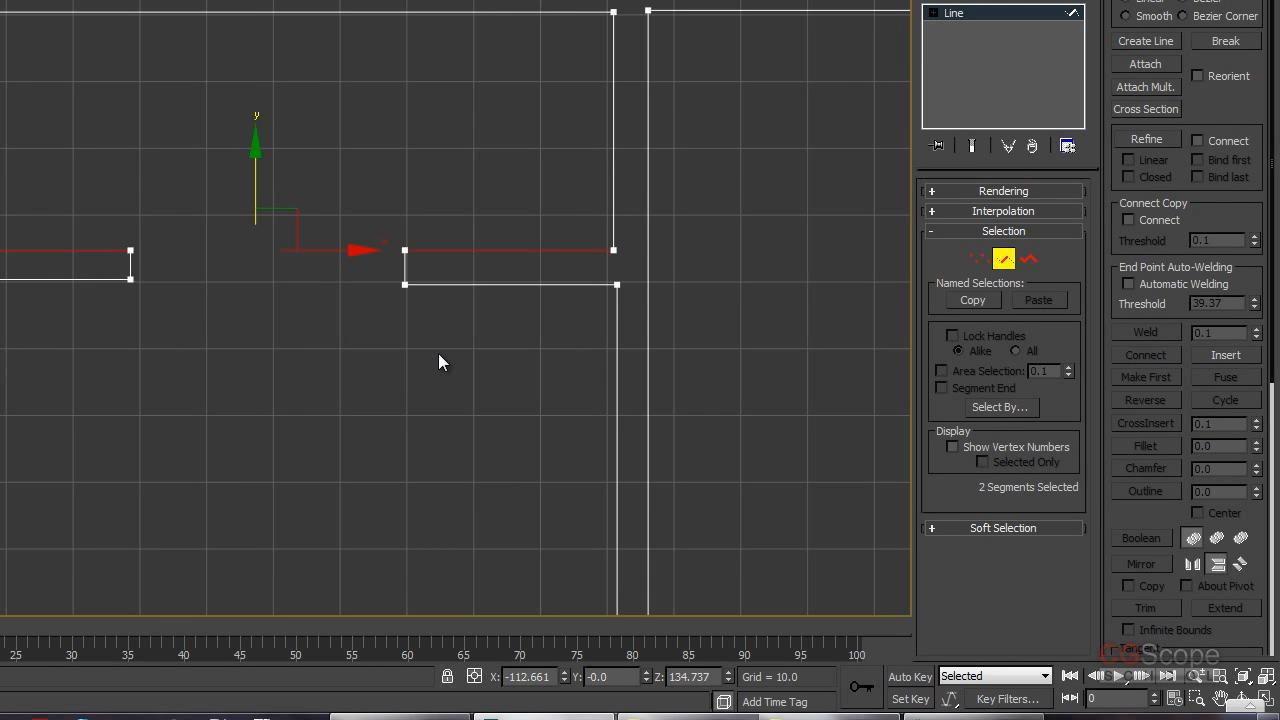 Line
Linear
Bezier
Smooth
Bezier Corner
Create Line
Break
Attach
Reorient
Attach Mult.
Cross Section
Refine
Connect
Linear
Bind first
Closed
Bind last
Connect Copy
Connect
Threshold
0.1
End Point Auto-Welding
Automatic Welding
Threshold
39.37
Weld
0.1
Connect
Insert
Make First
Fuse
Reverse
Cycle
CrossInsert
0.1
Fillet
0.0
Chamfer
0.0
Outline
0.0
Center
Boolean
Mirror
Copy
About Pivot
Trim
Extend
Infinite Bounds
Tangent
+ Rendering
+ Interpolation
- Selection
Named Selections:
Copy
Paste
Lock Handles
Alike
All
Area Selection:
0.1
Segment End
Select By...
Display
Show Vertex Numbers
Selected Only
2 Segments Selected
+ Soft Selection
y
x
25 30 35 40 45 50 55 60 65 70 75 80 85 90 95 100
CGScope
X: -112.661 Y: -0.0 Z: 134.737 Grid = 10.0
Auto Key
Selected
Add Time Tag
Set Key
Key Filters...
0